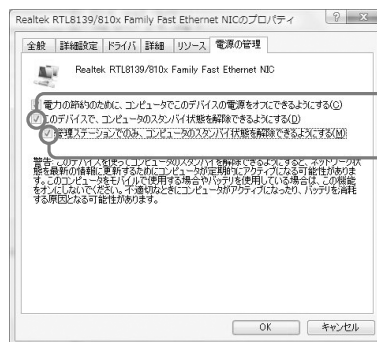 Realtek RTL8139/810x Family Fast Ethernet NICのプロパティ
全般 詳細設定 ドライバ 詳細 リソース 電源の管理
Realtek RTL8139/810x Family Fast Ethernet NIC
電力の節約のために、コンピュータでこのデバイスの電源をオフにできるようにする(C)
このデバイスで、コンピュータのスタンバイ状態を解除できるようにする(D)
管理ステーションでのみ、コンピュータのスタンバイ状態を解除できるようにする(M)
警告: このデバイスを使ってコンピュータのスタンバイを解除できるようにすると、ネットワーク状
態を最新の情報に更新するためにコンピュータが定期的にアクティブになる可能性がありま
す。このコンピュータをモバイルで使用する場合やバッテリを使用している場合は、この機能
をオンにしないでください。不適切なときにコンピュータがアクティブになったり、バッテリを消耗
する原因となる可能性があります。
OK キャンセル